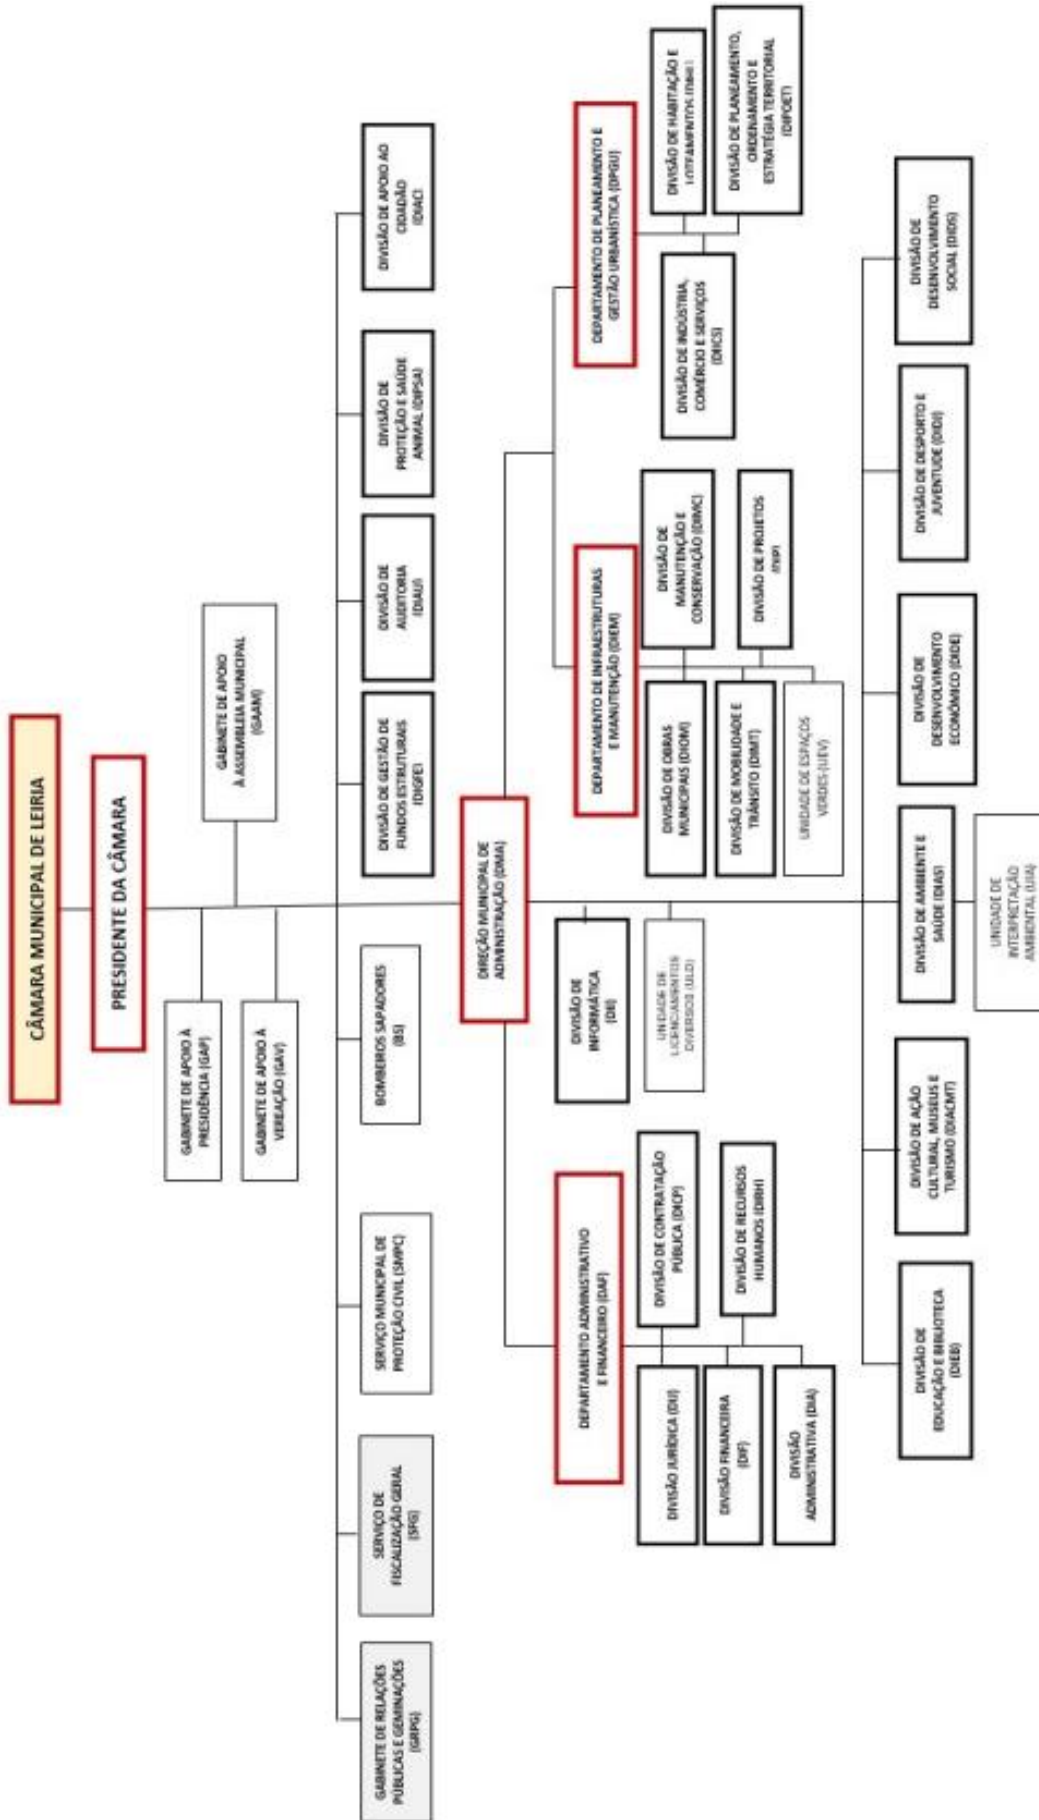 CÂMARA MUNICIPAL DE LEIRIA
PRESIDENTE DA CÂMARA
GABINETE DE APOIO À
PRESIDÊNCIA (GAP)
GABINETE DE APOIO
À ASSEMBLEIA MUNICIPAL
(GAAM)
GABINETE DE APOIO À
VEREAÇÃO (GAV)
GABINETE DE RELAÇÕES
PÚBLICAS E GEMINAÇÕES
(GRPG)
SERVIÇO DE
FISCALIZAÇÃO GERAL
(SFG)
SERVIÇO MUNICIPAL DE
PROTEÇÃO CIVIL (SMPC)
BOMBEIROS SAPADORES
(BS)
DIVISÃO DE GESTÃO DE
FUNDOS ESTRUTURAIS
(DIGFE)
DIVISÃO DE
AUDITORIA
(DIAU)
DIVISÃO DE
PROTEÇÃO E SAÚDE
ANIMAL (DIPSA)
DIVISÃO DE APOIO AO
CIDADÃO
(DIAC)
DIREÇÃO MUNICIPAL DE
ADMINISTRAÇÃO (DMA)
DEPARTAMENTO ADMINISTRATIVO
E FINANCEIRO (DAF)
DIVISÃO JURÍDICA (DIJ)
DIVISÃO DE CONTRATAÇÃO
PÚBLICA (DICP)
DIVISÃO FINANCEIRA
(DIF)
DIVISÃO DE RECURSOS
HUMANOS (DIRH)
DIVISÃO
ADMINISTRATIVA (DIA)
DIVISÃO DE
INFORMÁTICA
(DII)
UNIDADE DE
LICENCIAMENTOS
DIVERSOS (ULD)
DEPARTAMENTO DE INFRAESTRUTURAS
E MANUTENÇÃO (DIEM)
DIVISÃO DE OBRAS
MUNICIPAIS (DIOM)
DIVISÃO DE
MANUTENÇÃO E
CONSERVAÇÃO (DIMC)
DIVISÃO DE MOBILIDADE E
TRÂNSITO (DIMT)
DIVISÃO DE PROJETOS
UNIDADE DE ESPAÇOS
VERDES (UEV)
DEPARTAMENTO DE PLANEAMENTO E
GESTÃO URBANÍSTICA (DPGU)
DIVISÃO DE INDÚSTRIA,
COMÉRCIO E SERVIÇOS
(DIICS)
DIVISÃO DE HABITAÇÃO E
LOTEAMENTOS
DIVISÃO DE PLANEAMENTO,
ORDENAMENTO E
ESTRATÉGIA TERRITORIAL
(DIPOET)
DIVISÃO DE
EDUCAÇÃO E BIBLIOTECA
(DIEB)
DIVISÃO DE AÇÃO
CULTURAL, MUSEUS E
TURISMO (DIACMT)
DIVISÃO DE AMBIENTE E
SAÚDE (DIAS)
UNIDADE DE
INTERPRETAÇÃO
AMBIENTAL (UIA)
DIVISÃO DE
DESENVOLVIMENTO
ECONÓMICO (DIDE)
DIVISÃO DE DESPORTO E
JUVENTUDE (DIDJ)
DIVISÃO DE
DESENVOLVIMENTO
SOCIAL (DIDS)